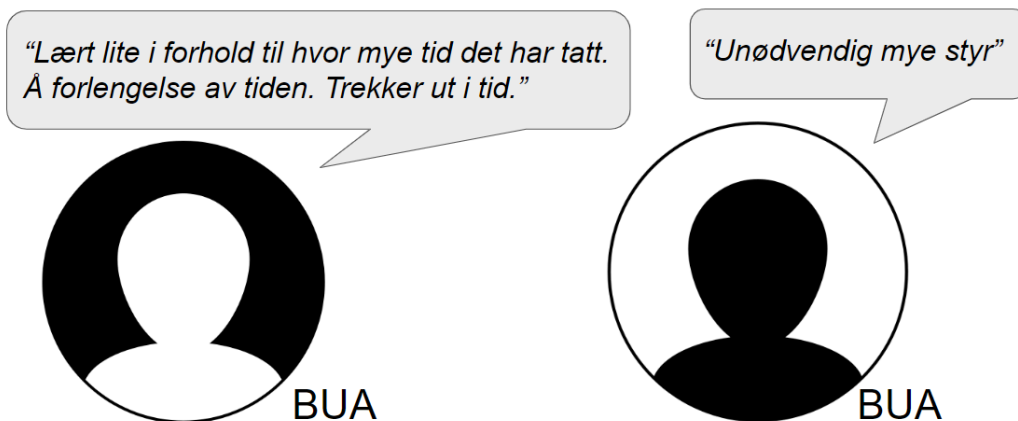 “Lært lite i forhold til hvor mye tid det har tatt.
Å forlengelse av tiden. Trekker ut i tid.”
“Unødvendig mye styr”
BUA
BUA